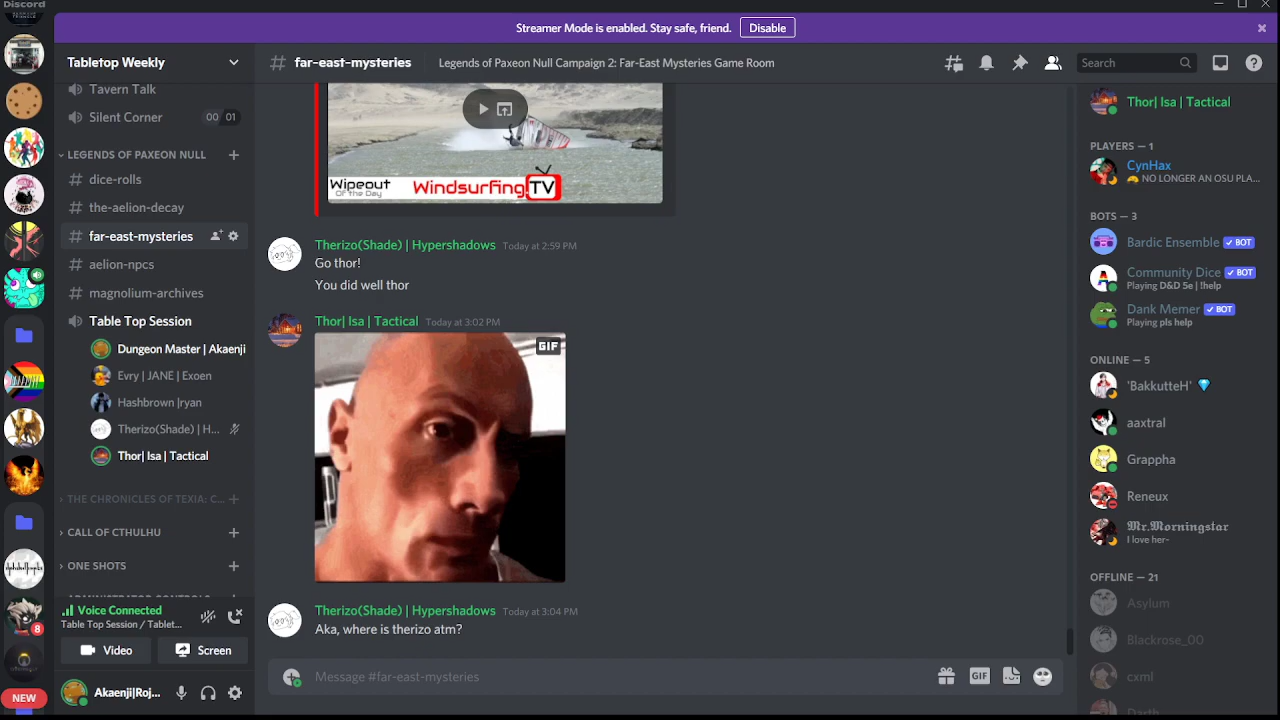 Discord
Streamer Mode is enabled. Stay safe, friend.
Disable
Tabletop Weekly
Tavern Talk
Silent Corner
00 01
LEGENDS OF PAXEON NULL
dice-rolls
the-aelion-decay
far-east-mysteries
aelion-npcs
magnolium-archives
Table Top Session
Dungeon Master | Akaenji
Evry | JANE | Exoen
Hashbrown |ryan
Therizo(Shade) | H...
Thor| Isa | Tactical
THE CHRONICLES OF TEXIA: C...
CALL OF CTHULHU
ONE SHOTS
Voice Connected
Table Top Session / Tablet...
Video
Screen
Akaenji|Roj...
8
NEW
far-east-mysteries
Legends of Paxeon Null Campaign 2: Far-East Mysteries Game Room
Search
Wipeout
Of the Day
Windsurfing.TV
Therizo(Shade) | Hypershadows Today at 2:59 PM
Go thor!
You did well thor
Thor| Isa | Tactical Today at 3:02 PM
GIF
Therizo(Shade) | Hypershadows Today at 3:04 PM
Aka, where is therizo atm?
Message #far-east-mysteries
GIF
Thor| Isa | Tactical
PLAYERS — 1
CynHax
NO LONGER AN OSU PLA...
BOTS — 3
Bardic Ensemble ✓ BOT
Community Dice ✓ BOT
Playing D&D 5e | !help
Dank Memer ✓ BOT
Playing pls help
ONLINE — 5
'BakkutteH' 💎
aaxtral
Grappha
Reneux
𝕸𝖗.𝕸𝖔𝖗𝖓𝖎𝖓𝖌𝖘𝖙𝖆𝖗
I love her-
OFFLINE — 21
Asylum
Blackrose_00
cxml
Darth